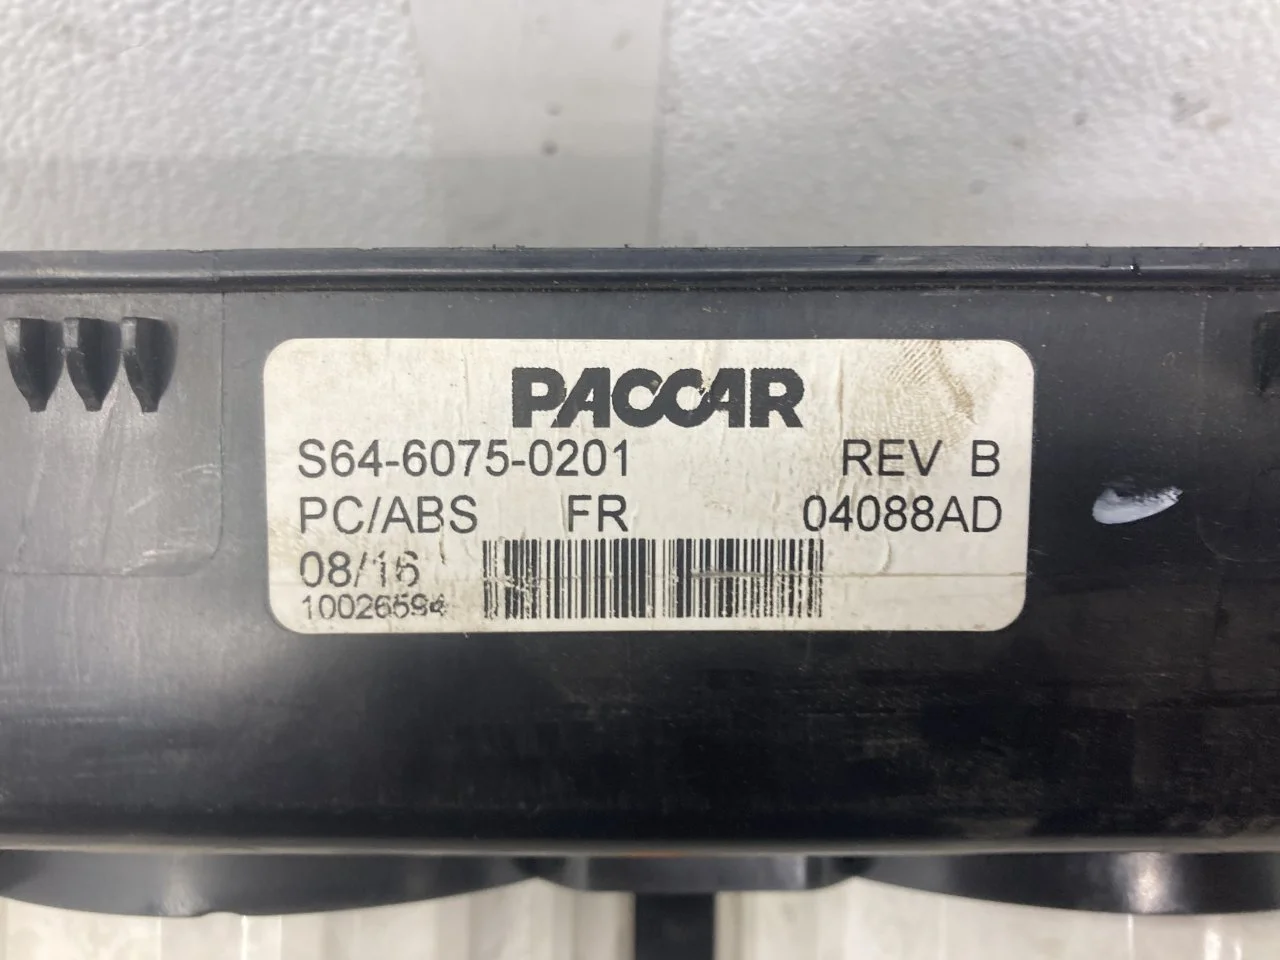 PACCAR
S64-6075-0201 REV B
PC/ABS FR 04088AD
08/16
10026594